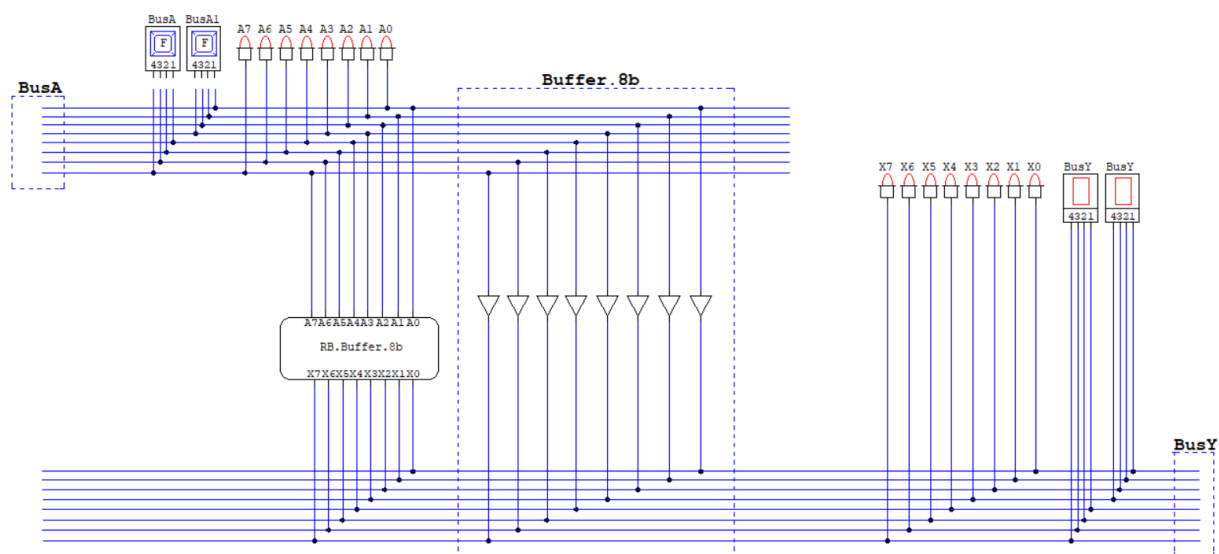 BusA BusA1 A7 A6 A5 A4 A3 A2 A1 A0
F F
4321 4321
BusA
Buffer.8b
X7 X6 X5 X4 X3 X2 X1 X0 BusY BusY
4321 4321
A7A6A5A4A3A2A1A0
RB.Buffer.8b
X7X6X5X4X3X2X1X0
BusY